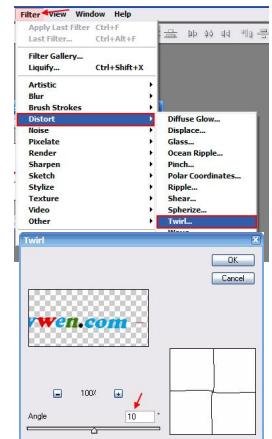 Filter View Window Help
Apply Last Filter Ctrl+F
Last Filter... Ctrl+Alt+F
Filter Gallery...
Liquify... Ctrl+Shift+X
Artistic
Blur
Brush Strokes
Distort
Noise
Pixelate
Render
Sharpen
Sketch
Stylize
Texture
Video
Other
Diffuse Glow...
Displace...
Glass...
Ocean Ripple...
Pinch...
Polar Coordinates...
Ripple...
Shear...
Spherize...
Twirl...
Twirl
OK
Cancel
wen.com
100%
Angle 10 °